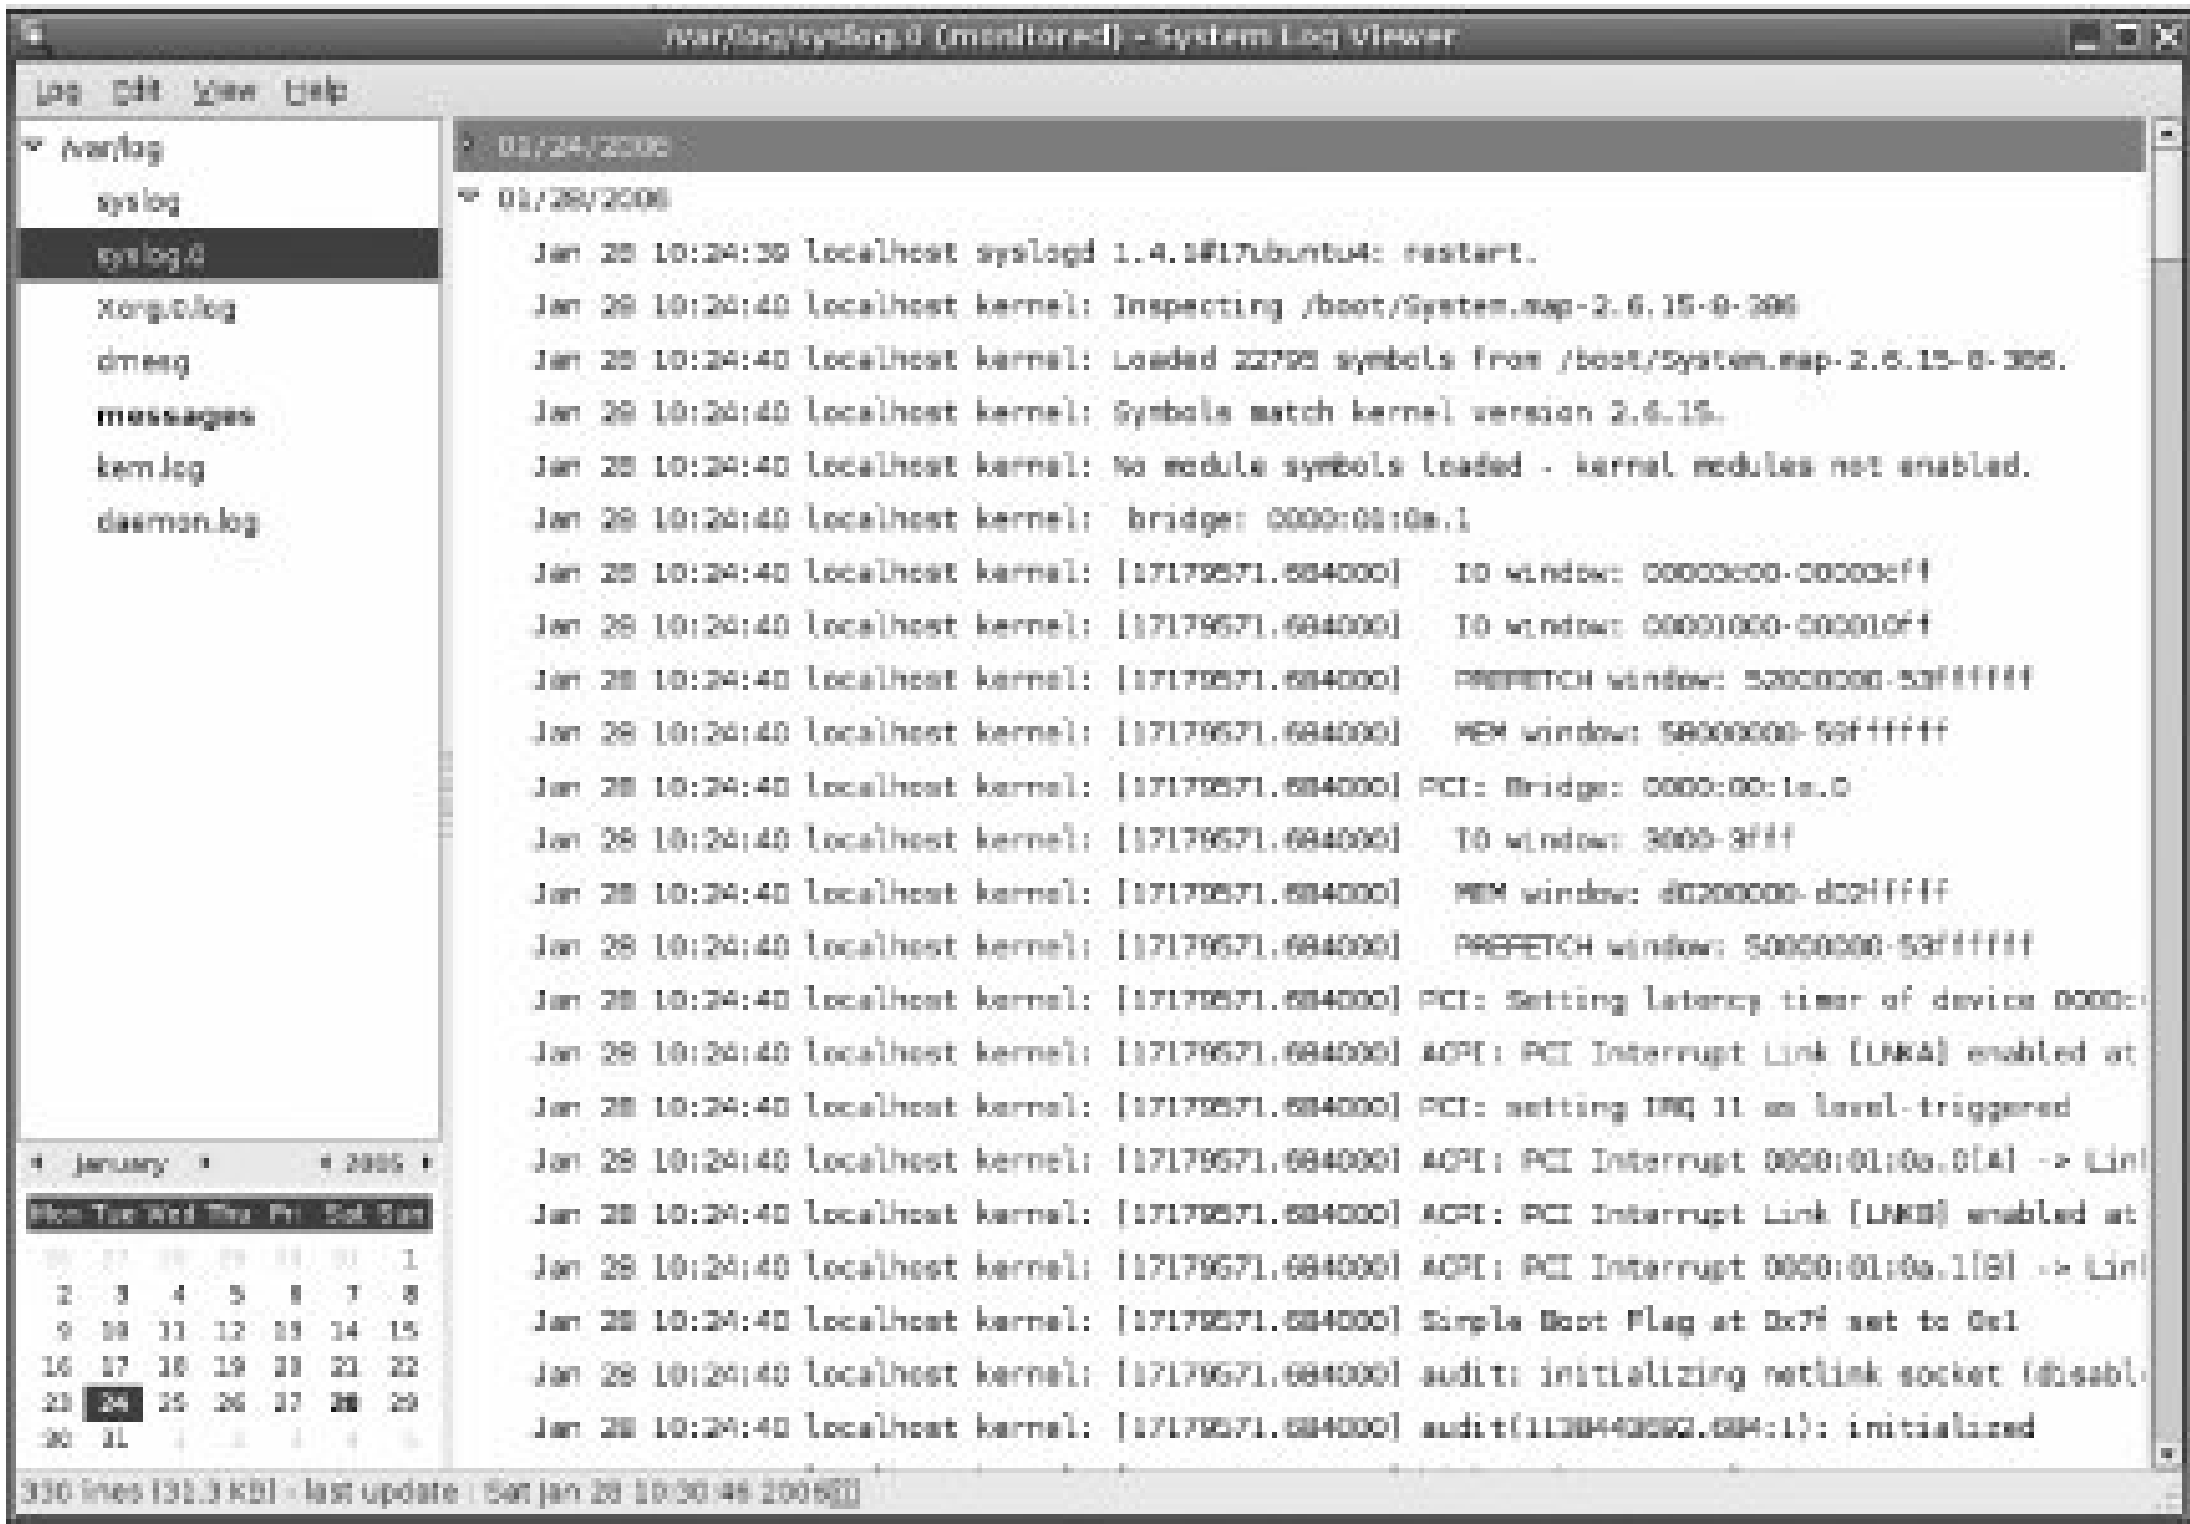 /var/log/syslog.0 (monitored) - System Log Viewer
Log Edit View Help
/var/log
syslog
syslog.0
Xorg.0.log
dmesg
messages
kern.log
daemon.log
01/24/2006
01/28/2006
Jan 28 10:24:39 localhost syslogd 1.4.1#17ubuntu4: restart.
Jan 28 10:24:40 localhost kernel: Inspecting /boot/System.map-2.6.15-8-386
Jan 28 10:24:40 localhost kernel: Loaded 22795 symbols from /boot/System.map-2.6.15-8-386.
Jan 28 10:24:40 localhost kernel: Symbols match kernel version 2.6.15.
Jan 28 10:24:40 localhost kernel: No module symbols loaded - kernel modules not enabled.
Jan 28 10:24:40 localhost kernel: bridge: 0000:01:0a.1
Jan 28 10:24:40 localhost kernel: [17179571.684000] IO window: 00003c00-00003cff
Jan 28 10:24:40 localhost kernel: [17179571.684000] IO window: 00001000-000010ff
Jan 28 10:24:40 localhost kernel: [17179571.684000] PREFETCH window: 52000000-53ffffff
Jan 28 10:24:40 localhost kernel: [17179571.684000] MEM window:
Jan 28 10:24:40 localhost kernel: [17179571.684000] PCI: Bridge: 0000:00:1e.0
Jan 28 10:24:40 localhost kernel: [17179571.684000] IO window: 3000-3fff
Jan 28 10:24:40 localhost kernel: [17179571.684000] MEM window: d0200000-d02fffff
Jan 28 10:24:40 localhost kernel: [17179571.684000] PREFETCH window: 50000000-53ffffff
Jan 28 10:24:40 localhost kernel: [17179571.684000] PCI: Setting latency timer of device 0000:
Jan 28 10:24:40 localhost kernel: [17179571.684000] ACPI: PCI Interrupt Link [LNKA] enabled at
Jan 28 10:24:40 localhost kernel: [17179571.684000] PCI: setting IRQ 11 as level-triggered
Jan 28 10:24:40 localhost kernel: [17179571.684000] ACPI: PCI Interrupt 0000:01:0a.0[A] -> Lin
Jan 28 10:24:40 localhost kernel: [17179571.684000] ACPI: PCI Interrupt Link [LNKB] enabled at
Jan 28 10:24:40 localhost kernel: [17179571.684000] ACPI: PCI Interrupt 0000:01:0a.1[B] -> Lin
Jan 28 10:24:40 localhost kernel: [17179571.684000] Simple Boot Flag at 0x7f set to 0x1
Jan 28 10:24:40 localhost kernel: [17179571.684000] audit: initializing netlink socket (disabl
Jan 28 10:24:40 localhost kernel: [17179571.684000] initialized
January 2006
Mon Tue Wed Thu Fri Sat Sun
26 27 28 29 30 31 1
2 3 4 5 6 7 8
9 10 11 12 13 14 15
16 17 18 19 20 21 22
23 24 25 26 27 28 29
30 31 1 2 3 4 5
330 lines (31.3 KB) - last update : Sat Jan 28 10:30:46 2006